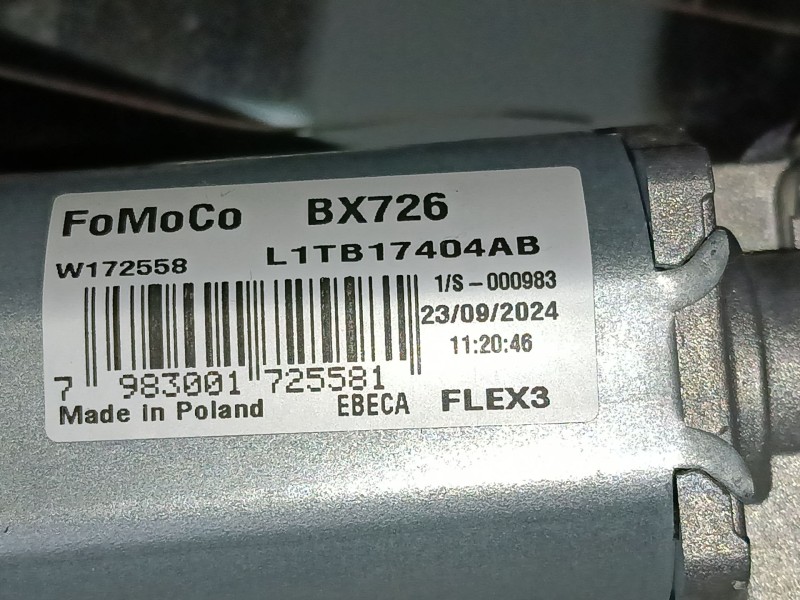 FoMoCo BX726
W172558 L1TB17404AB
1/S-000983
23/09/2024
11:20:46
7 983001 725581
Made in Poland EBECA FLEX3